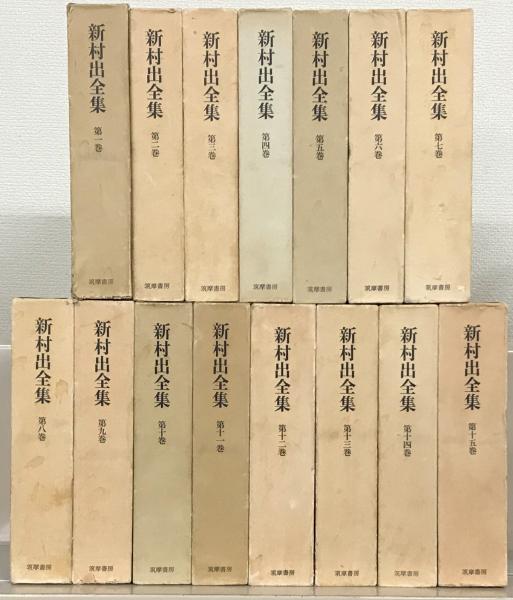 新村出全集 第一巻 筑摩書房
新村出全集 第二巻 筑摩書房
新村出全集 第三巻 筑摩書房
新村出全集 第四巻 筑摩書房
新村出全集 第五巻 筑摩書房
新村出全集 第六巻 筑摩書房
新村出全集 第七巻 筑摩書房
新村出全集 第八巻 筑摩書房
新村出全集 第九巻 筑摩書房
新村出全集 第十巻 筑摩書房
新村出全集 第十一巻 筑摩書房
新村出全集 第十二巻 筑摩書房
新村出全集 第十三巻 筑摩書房
新村出全集 第十四巻 筑摩書房
新村出全集 第十五巻 筑摩書房